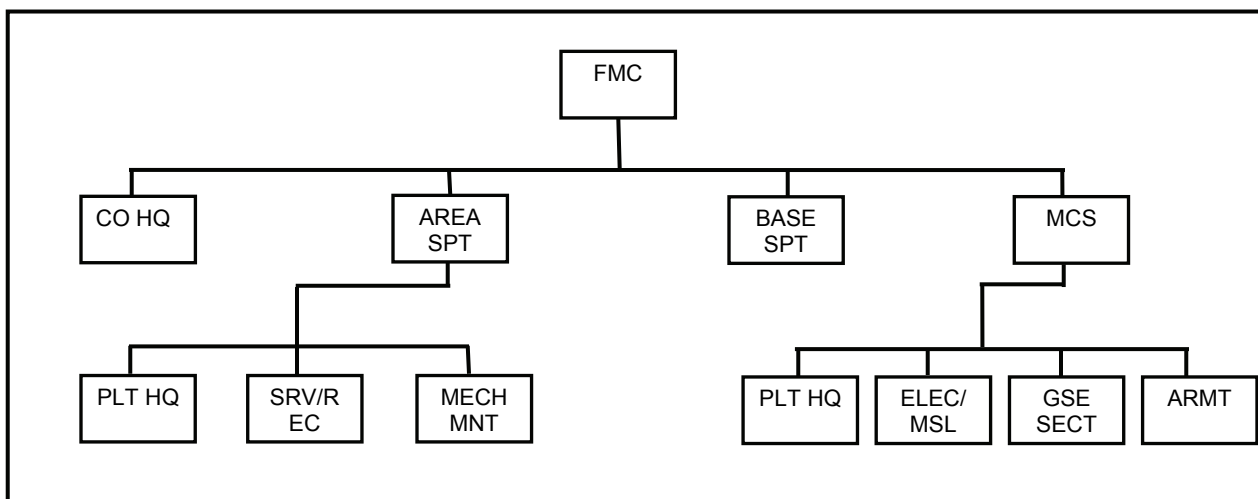 FMC
CO HQ
AREA
SPT
BASE
SPT
MCS
PLT HQ
SRV/R
EC
MECH
MNT
PLT HQ
ELEC/
MSL
GSE
SECT
ARMT